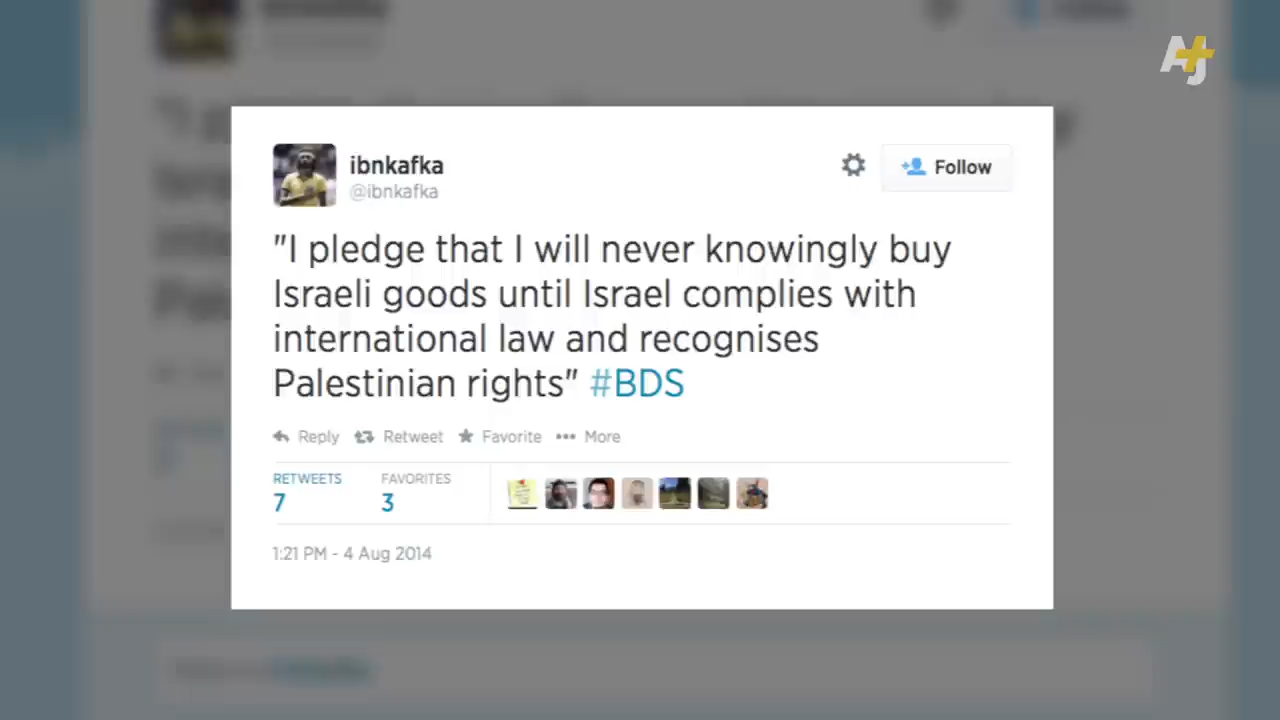 AJ+
ibnkafka
@ibnkafka
Follow
"I pledge that I will never knowingly buy
Israeli goods until Israel complies with
international law and recognises
Palestinian rights" #BDS
Reply Retweet Favorite More
RETWEETS FAVORITES
7 3
1:21 PM - 4 Aug 2014